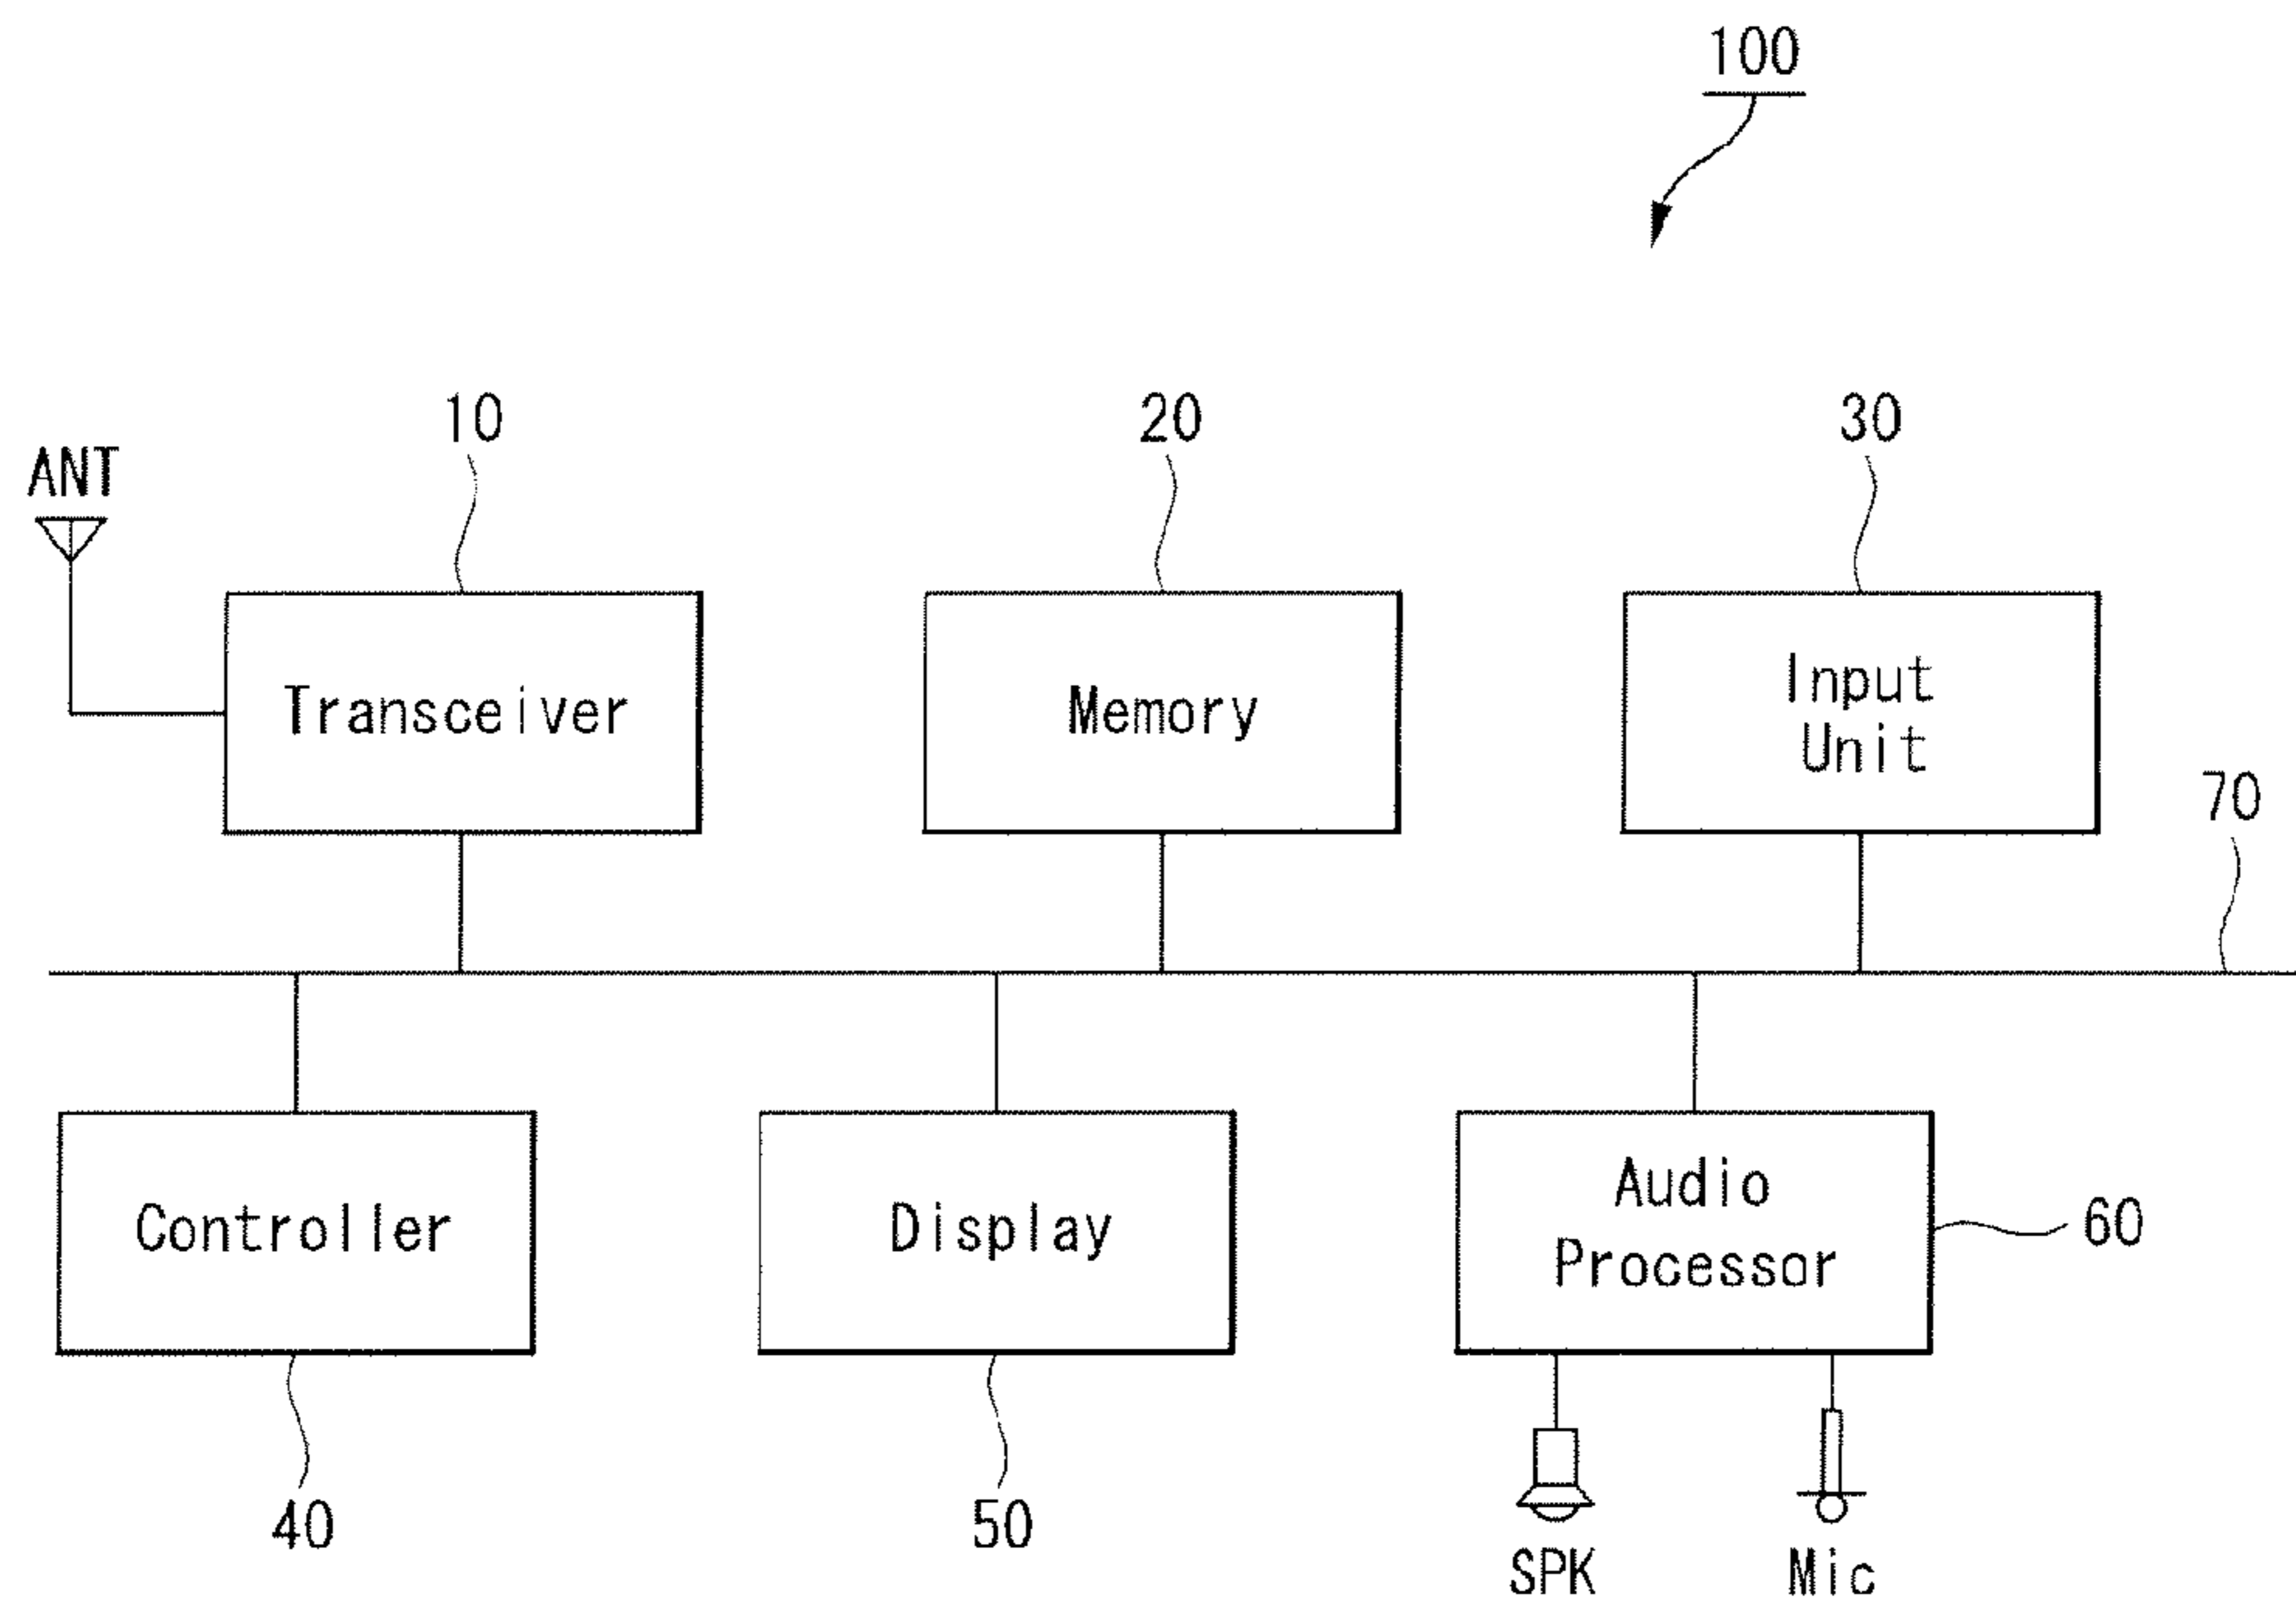 100
10
20
30
ANT
Transceiver
Memory
Input
Unit
70
Controller
Display
Audio
Processor
60
40
50
SPK
Mic